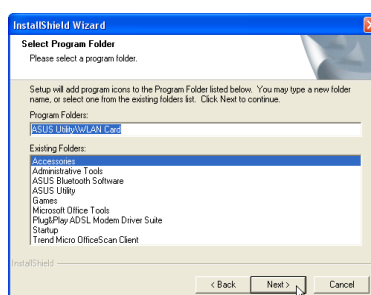 InstallShield Wizard
Select Program Folder
Please select a program folder.
Setup will add program icons to the Program Folder listed below. You may type a new folder
name, or select one from the existing folders list. Click Next to continue.
Program Folders:
ASUS Utility\WLAN Card
Existing Folders:
Accessories
Administrative Tools
ASUS Bluetooth Software
ASUS Utility
Games
Microsoft Office Tools
Plug&Play ADSL Modem Driver Suite
Startup
Trend Micro OfficeScan Client
InstallShield
< Back Next > Cancel